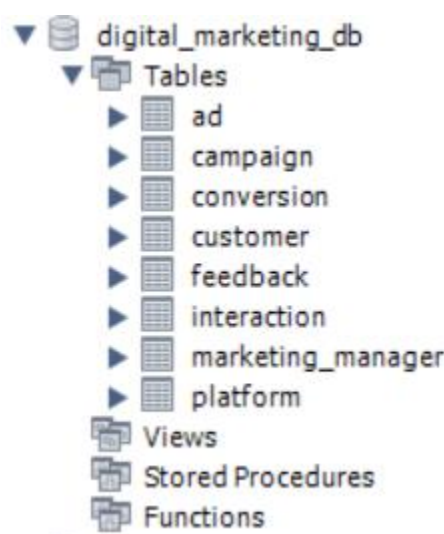 digital_marketing_db
Tables
ad
campaign
conversion
customer
feedback
interaction
marketing_manager
platform
Views
Stored Procedures
Functions